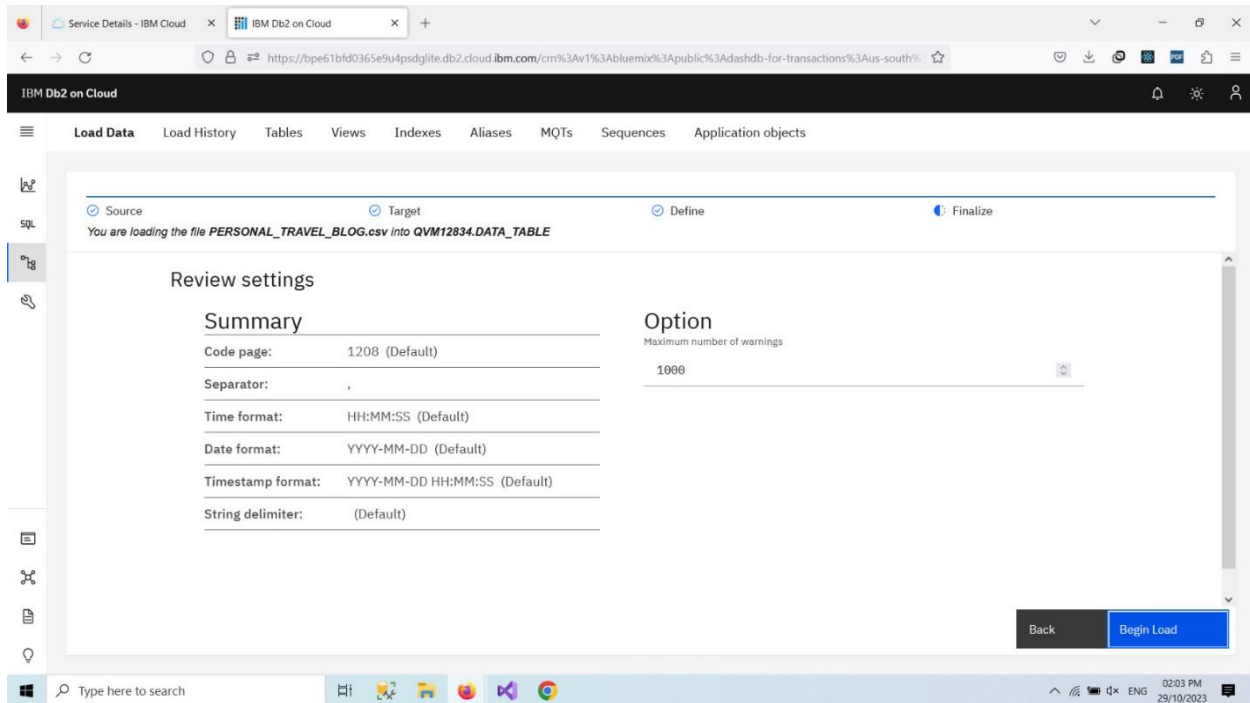 Service Details - IBM Cloud
IBM Db2 on Cloud
https://bpe61bfd0365e9u4psdglite.db2.cloud.ibm.com/crn%3Av1%3Abluemix%3Apublic%3Adashdb-for-transactions%3Aus-south%
IBM Db2 on Cloud
Load Data Load History Tables Views Indexes Aliases MQTs Sequences Application objects
SQL
Source Target Define Finalize
You are loading the file PERSONAL_TRAVEL_BLOG.csv into QVM12834.DATA_TABLE
Review settings
Summary
Code page: 1208 (Default)
Separator: ,
Time format: HH:MM:SS (Default)
Date format: YYYY-MM-DD (Default)
Timestamp format: YYYY-MM-DD HH:MM:SS (Default)
String delimiter: (Default)
Option
Maximum number of warnings
1000
Back Begin Load
Type here to search
ENG
02:03 PM
29/10/2023